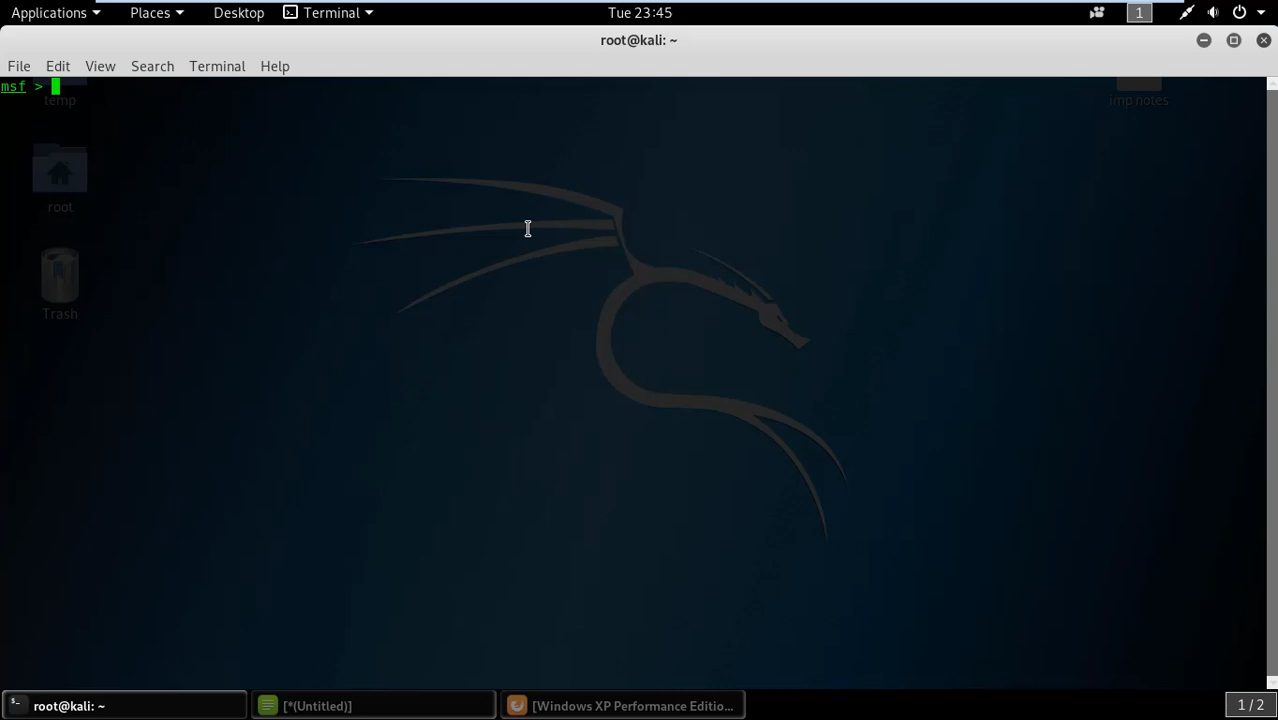 Applications Places Desktop Terminal Tue 23:45 1
root@kali: ~
File Edit View Search Terminal Help
msf >
temp
imp notes
root
Trash
root@kali: ~ [*(Untitled)] [Windows XP Performance Editio... 1 / 2